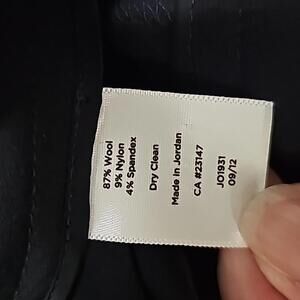 87% Wool
9% Nylon
4% Spandex
Dry Clean
Made in Jordan
CA #23147
JO1931
09/12